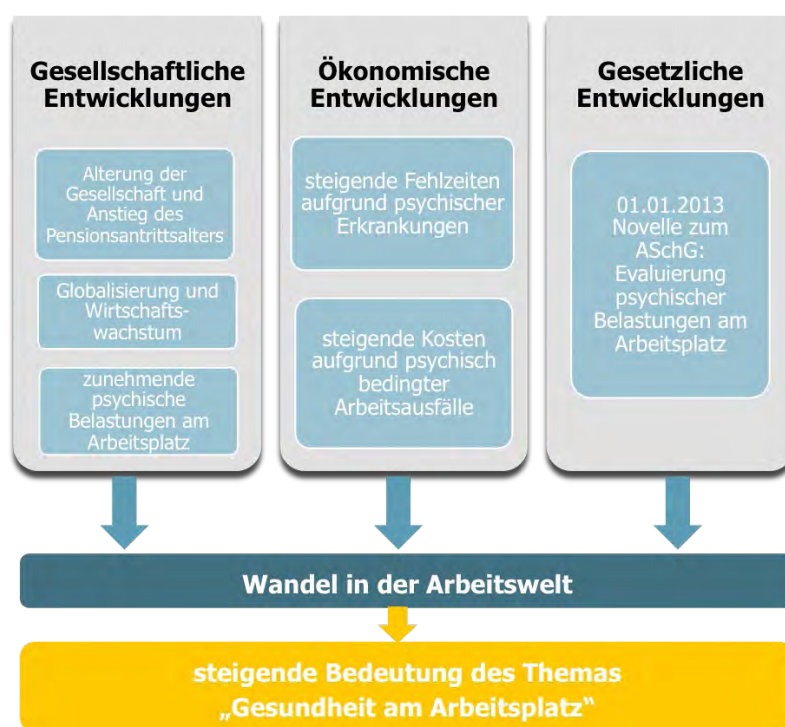 Gesellschaftliche
Entwicklungen
Alterung der
Gesellschaft und
Anstieg des
Pensionsantrittsalters
Globalisierung und
Wirtschafts-
wachstum
zunehmende
psychische
Belastungen am
Arbeitsplatz
Ökonomische
Entwicklungen
steigende Fehlzeiten
aufgrund psychischer
Erkrankungen
steigende Kosten
aufgrund psychisch
bedingter
Arbeitsausfälle
Gesetzliche
Entwicklungen
01.01.2013
Novelle zum
ASchG:
Evaluierung
psychischer
Belastungen am
Arbeitsplatz
Wandel in der Arbeitswelt
steigende Bedeutung des Themas
„Gesundheit am Arbeitsplatz“